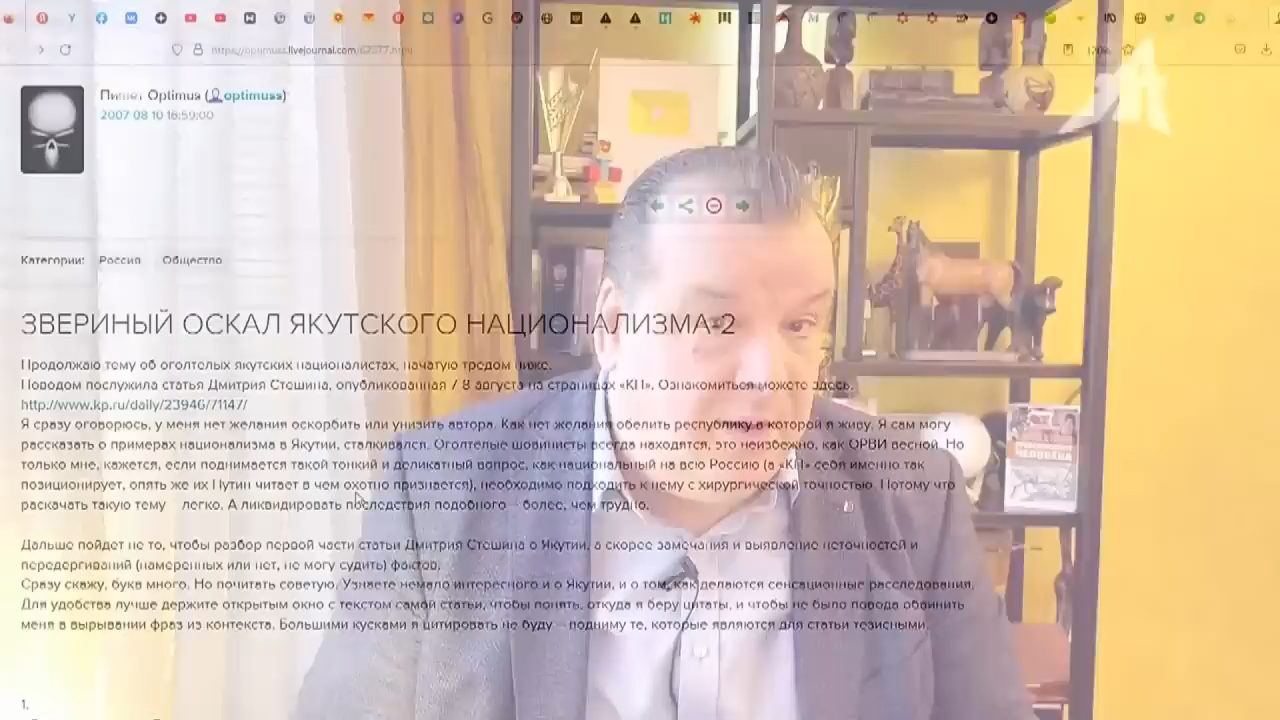 https://optimuss.livejournal.com/62577.html
120%
Пишет Optimus (optimuss)
2007-08-10 16:59:00
Категории: Россия Общество
ЗВЕРИНЫЙ ОСКАЛ ЯКУТСКОГО НАЦИОНАЛИЗМА-2
Продолжаю тему об оголтелых якутских националистах, начатую тредом ниже.
Поводом послужила статья Дмитрия Стешина, опубликованная 7 8 августа на страницах «КП». Ознакомиться можете здесь.
http://www.kp.ru/daily/23946/71147/
Я сразу оговорюсь, у меня нет желания оскорбить или унизить автора. Как нет желания обелить республику в которой я живу. Я сам могу
рассказать о примерах национализма в Якутии, сталкивался. Оголтелые шовинисты всегда находятся, это неизбежно, как ОРВИ весной. Но
только мне, кажется, если поднимается такой тонкий и деликатный вопрос, как национальный на всю Россию (а «КП» себя именно так
позиционирует, опять же их Путин читает в чем охотно признается), необходимо подходить к нему с хирургической точностью. Потому что
раскачать такую тему – легко. А ликвидировать последствия подобного – более, чем трудно.
Дальше пойдет не то, чтобы разбор первой части статьи Дмитрия Стешина о Якутии, а скорее замечания и выявление неточностей и
передергиваний (намеренных или нет, не могу судить) фактов.
Сразу скажу, букв много. Но почитать советую. Узнаете немало интересного и о Якутии, и о том, как делаются сенсационные расследования.
Для удобства лучше держите открытым окно с текстом самой статьи, чтобы понять, откуда я беру цитаты, и чтобы не было повода обвинить
меня в вырывании фраз из контекста. Большими кусками я цитировать не буду – подниму те, которые являются для статьи тезисными.
1.